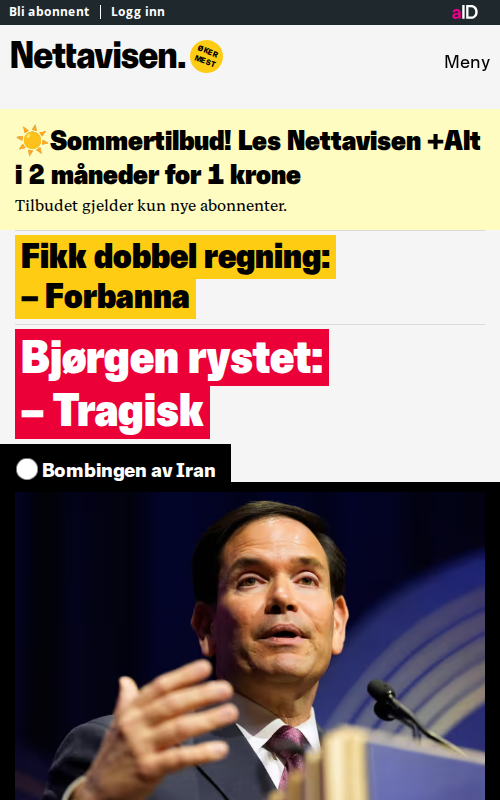 Bli abonnent | Logg inn
aID
Nettavisen.
ØKER
MEST
Meny
☀️Sommertilbud! Les Nettavisen +Alt
i 2 måneder for 1 krone
Tilbudet gjelder kun nye abonnenter.
Fikk dobbel regning:
– Forbanna
Bjørgen rystet:
– Tragisk
Bombingen av Iran